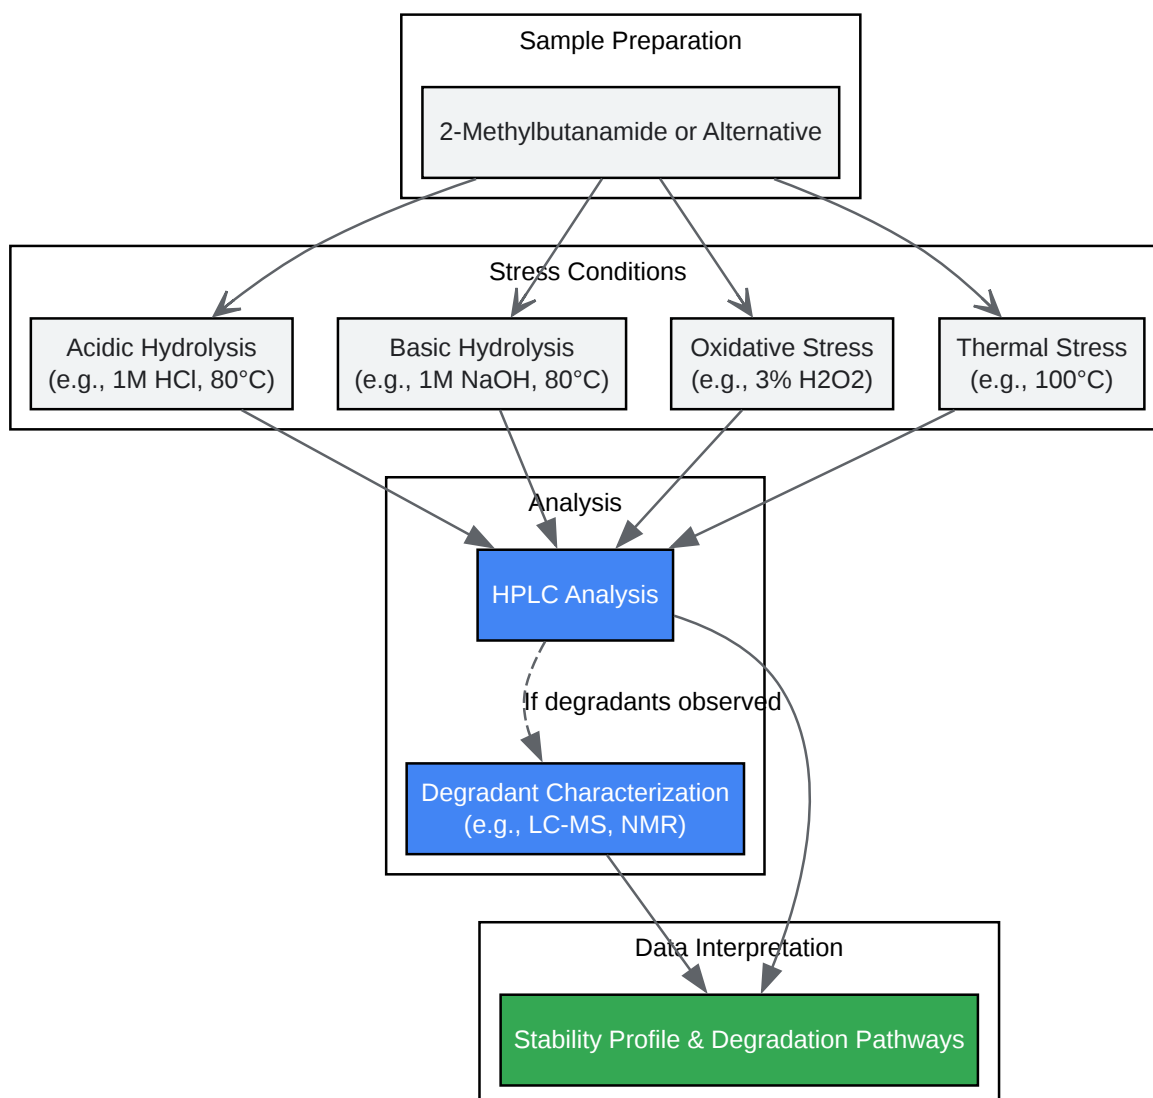 Sample Preparation
2-Methylbutanamide or Alternative
Stress Conditions
Acidic Hydrolysis
(e.g., 1M HCl, 80°C)
Basic Hydrolysis
(e.g., 1M NaOH, 80°C)
Oxidative Stress
(e.g., 3% H2O2)
Thermal Stress
(e.g., 100°C)
Analysis
HPLC Analysis
If degradants observed
Degradant Characterization
(e.g., LC-MS, NMR)
Data Interpretation
Stability Profile & Degradation Pathways